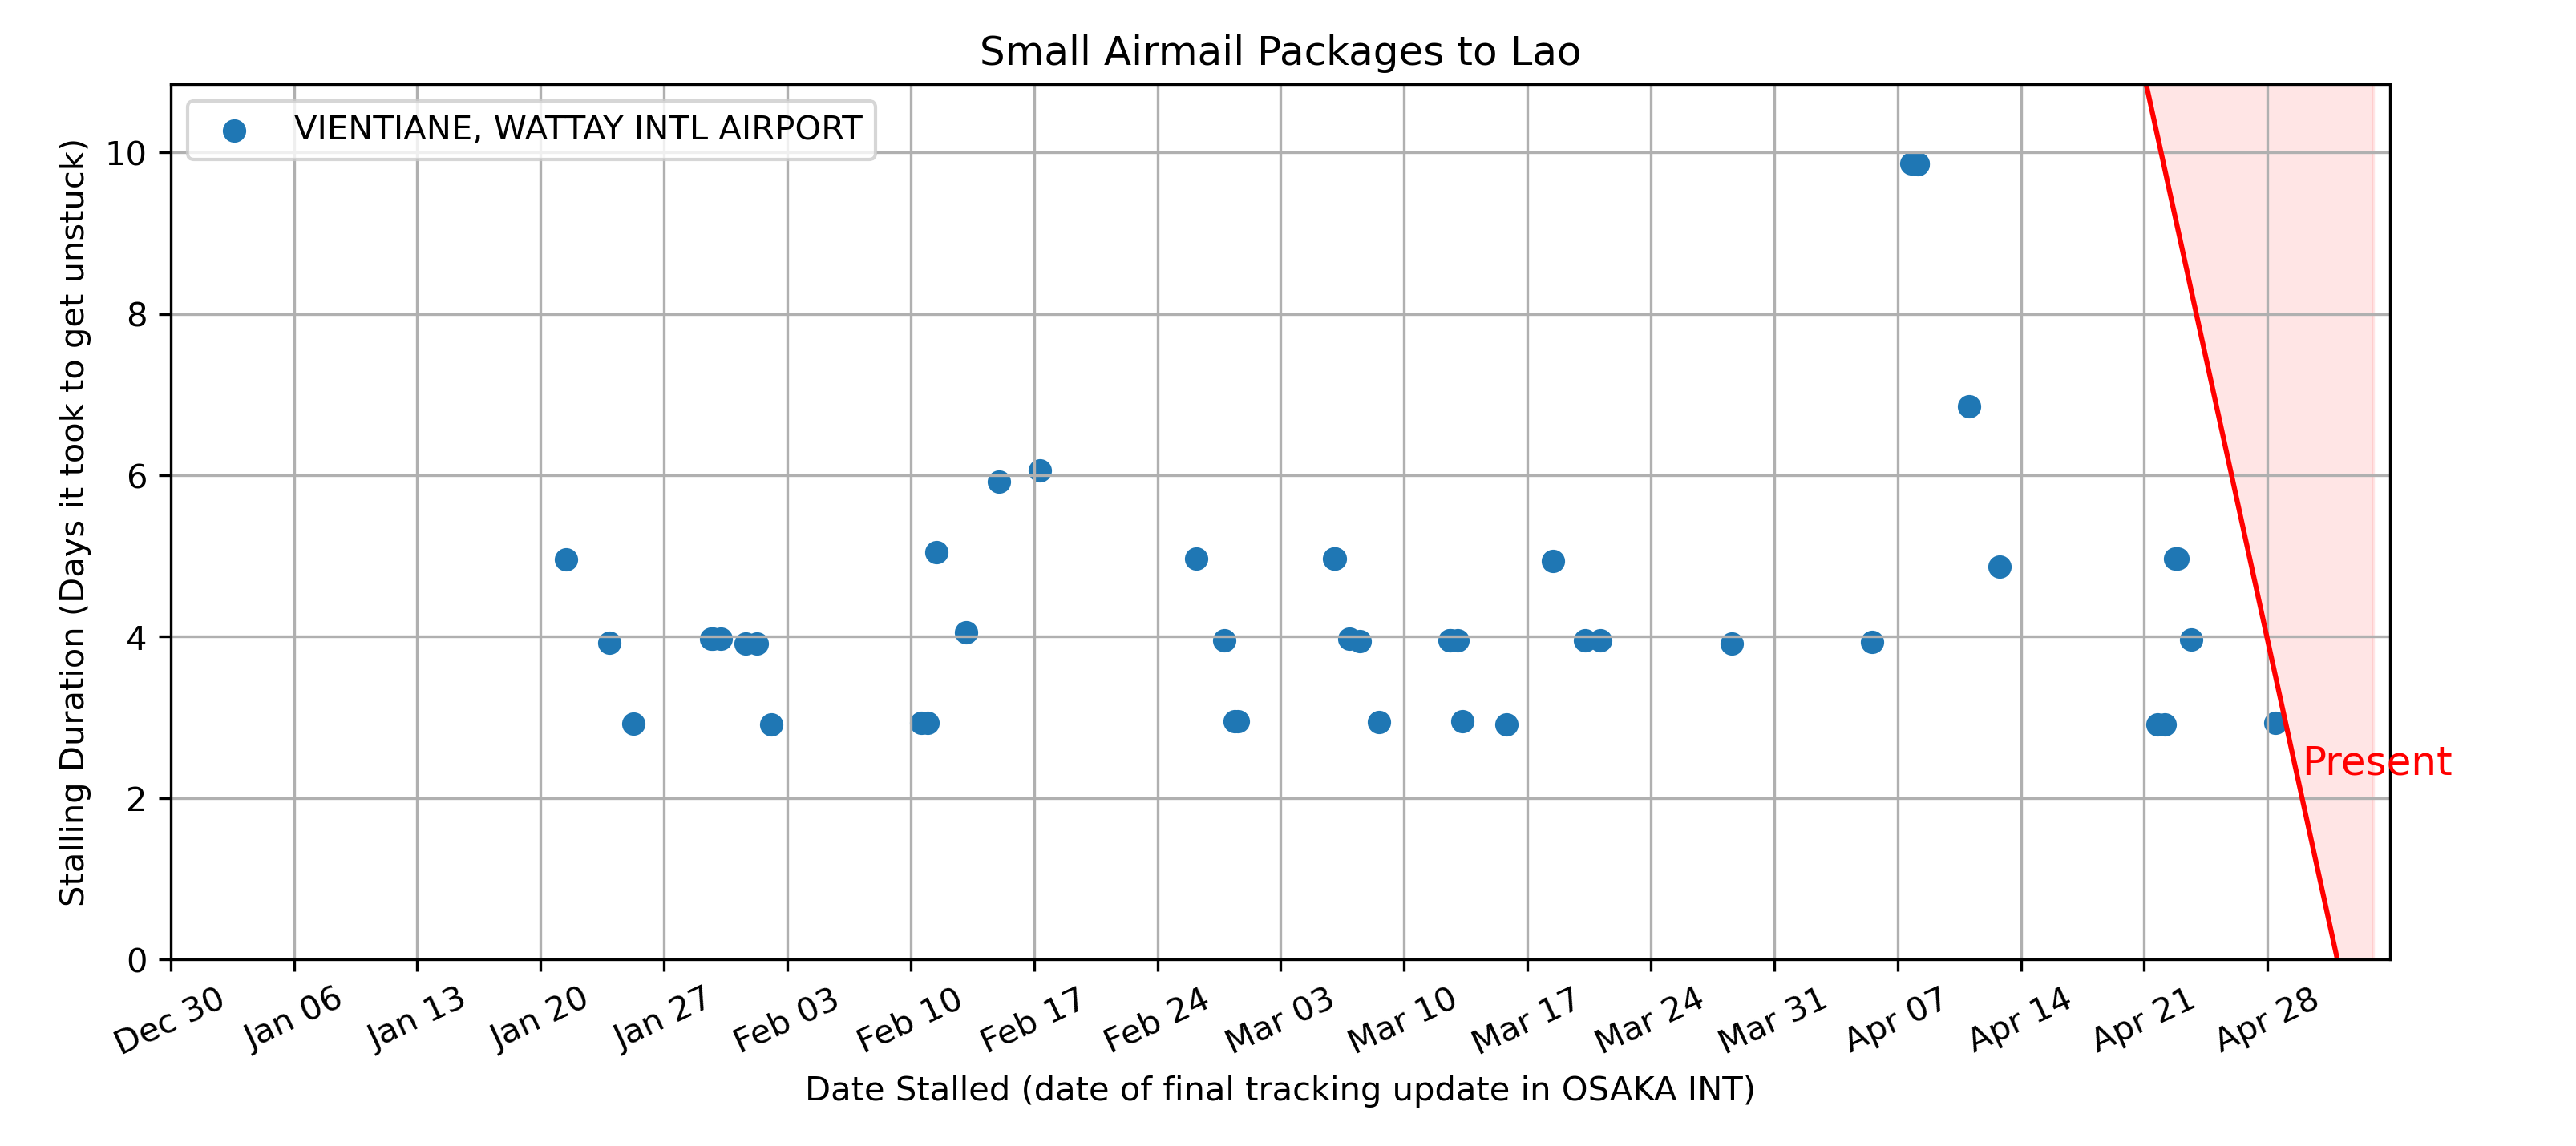 Small Airmail Packages to Lao
VIENTIANE, WATTAY INTL AIRPORT
Stalling Duration (Days it took to get unstuck)
10
8
6
4
2
0
Present
Dec 30
Jan 06
Jan 13
Jan 20
Jan 27
Feb 03
Feb 10
Feb 17
Feb 24
Mar 03
Mar 10
Mar 17
Mar 24
Mar 31
Apr 07
Apr 14
Apr 21
Apr 28
Date Stalled (date of final tracking update in OSAKA INT)